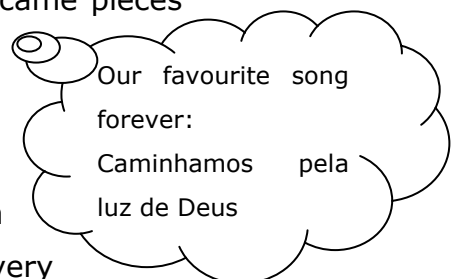 came pieces
Our favourite song
forever:
Caminhamos pela
luz de Deus
very